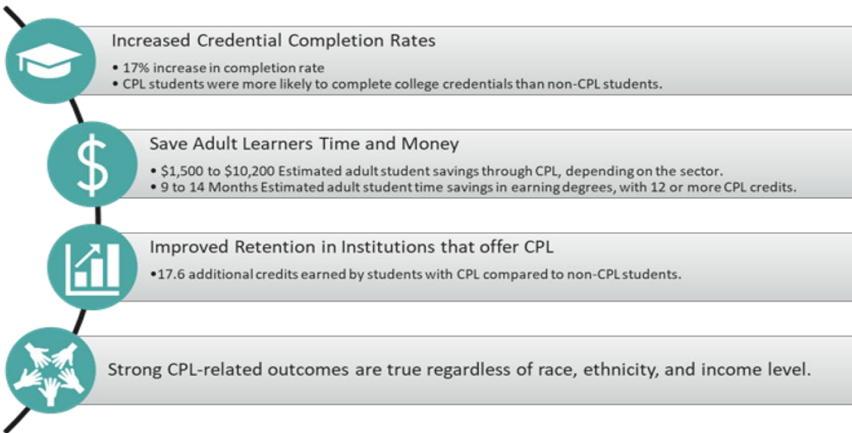 Increased Credential Completion Rates
• 17% increase in completion rate
• CPL students were more likely to complete college credentials than non-CPL students.
$
Save Adult Learners Time and Money
• $1,500 to $10,200 Estimated adult student savings through CPL, depending on the sector.
• 9 to 14 Months Estimated adult student time savings in earning degrees, with 12 or more CPL credits.
Improved Retention in Institutions that offer CPL
•17.6 additional credits earned by students with CPL compared to non-CPL students.
Strong CPL-related outcomes are true regardless of race, ethnicity, and income level.